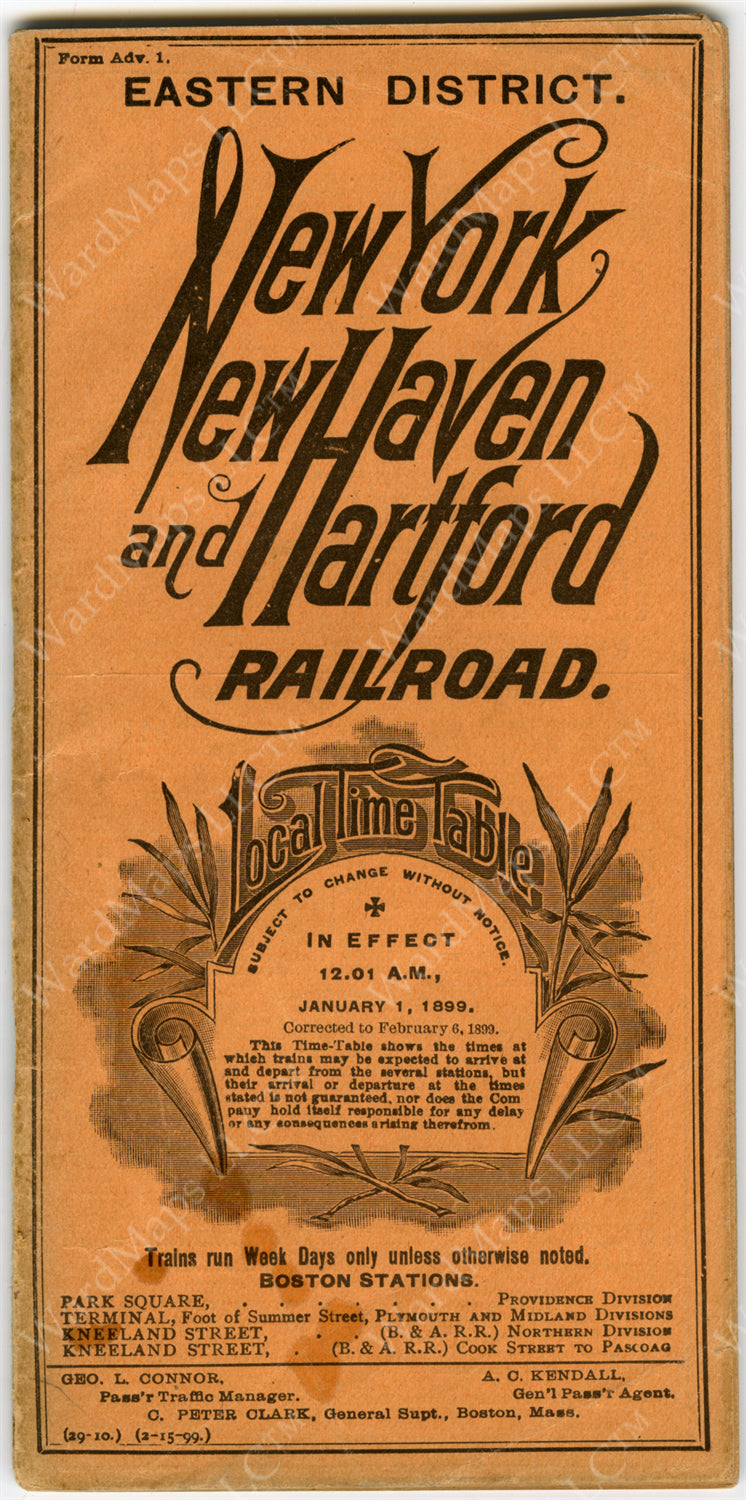 Form Adv. 1.
EASTERN DISTRICT.
New York
New Haven
and Hartford
RAILROAD.
Local Time Table
SUBJECT TO CHANGE WITHOUT NOTICE.
IN EFFECT
12.01 A.M.,
JANUARY 1, 1899.
Corrected to February 6, 1899.
This Time-Table shows the times at
which trains may be expected to arrive at
and depart from the several stations, but
their arrival or departure at the times
stated is not guaranteed, nor does the Com
pany hold itself responsible for any delay
or any consequences arising therefrom.
Trains run Week Days only unless otherwise noted.
BOSTON STATIONS.
PARK SQUARE, . . . . . . . . PROVIDENCE DIVISION
TERMINAL, Foot of Summer Street, PLYMOUTH AND MIDLAND DIVISIONS
KNEELAND STREET, . . (B. & A. R.R.) NORTHERN DIVISION
KNEELAND STREET, . (B. & A. R.R.) COOK STREET TO PASCOAG
GEO. L. CONNOR, A. C. KENDALL,
Pass'r Traffic Manager. Gen'l Pass'r Agent.
C. PETER CLARK, General Supt., Boston, Mass.
(29-10.) (2-15-99.)
WardMaps LLC™